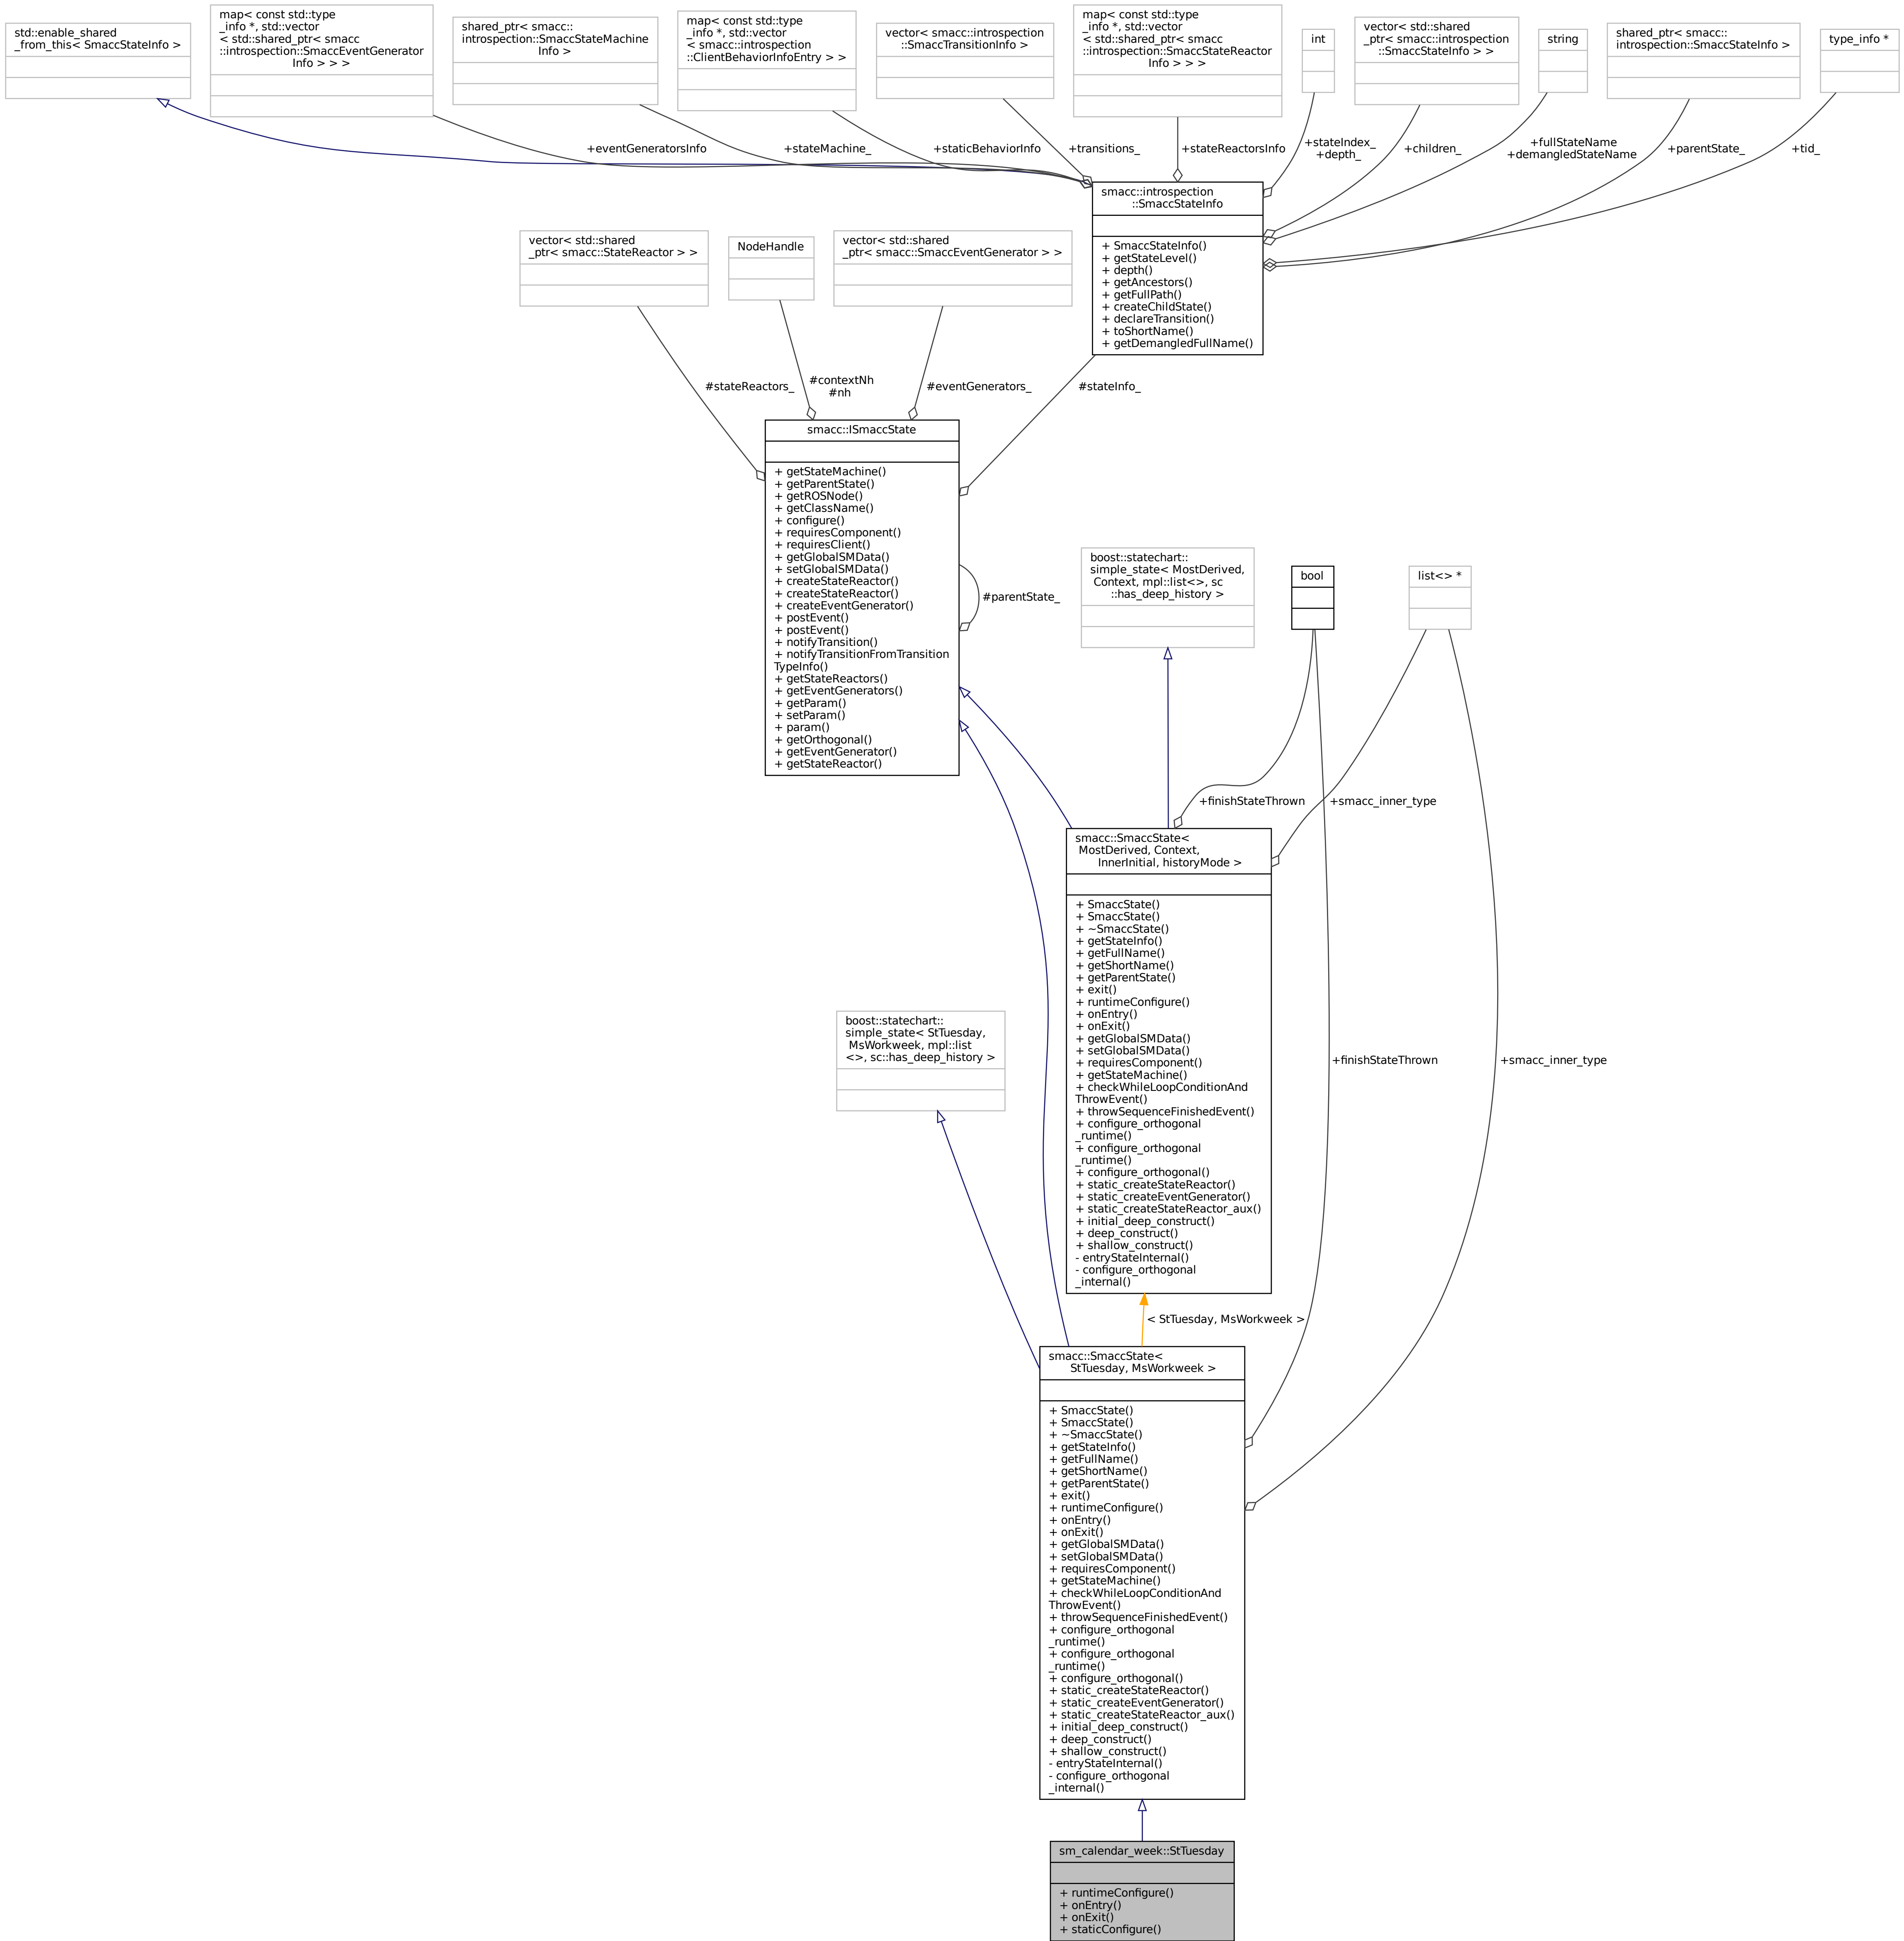 std::enable_shared
_from_this< SmaccStateInfo >
map< const std::type
_info *, std::vector
< std::shared_ptr< smacc
::introspection::SmaccEventGenerator
Info > > >
shared_ptr< smacc::
introspection::SmaccStateMachine
Info >
map< const std::type
_info *, std::vector
< smacc::introspection
::ClientBehaviorInfoEntry > >
vector< smacc::introspection
::SmaccTransitionInfo >
map< const std::type
_info *, std::vector
< std::shared_ptr< smacc
::introspection::SmaccStateReactor
Info > > >
int
vector< std::shared
_ptr< smacc::introspection
::SmaccStateInfo > >
string
shared_ptr< smacc::
introspection::SmaccStateInfo >
type_info *
+eventGeneratorsInfo
+stateMachine_
+staticBehaviorInfo
+transitions_
+stateReactorsInfo
+stateIndex_
+depth_
+children_
+fullStateName
+demangledStateName
+parentState_
+tid_
smacc::introspection
::SmaccStateInfo
+ SmaccStateInfo()
+ getStateLevel()
+ depth()
+ getAncestors()
+ getFullPath()
+ createChildState()
+ declareTransition()
+ toShortName()
+ getDemangledFullName()
vector< std::shared
_ptr< smacc::StateReactor > >
NodeHandle
vector< std::shared
_ptr< smacc::SmaccEventGenerator > >
#stateReactors_
#contextNh
#nh
#eventGenerators_
#stateInfo_
smacc::ISmaccState
+ getStateMachine()
+ getParentState()
+ getROSNode()
+ getClassName()
+ configure()
+ requiresComponent()
+ requiresClient()
+ getGlobalSMData()
+ setGlobalSMData()
+ createStateReactor()
+ createStateReactor()
+ createEventGenerator()
+ postEvent()
+ postEvent()
+ notifyTransition()
+ notifyTransitionFromTransition
TypeInfo()
+ getStateReactors()
+ getEventGenerators()
+ getParam()
+ setParam()
+ param()
+ getOrthogonal()
+ getEventGenerator()
+ getStateReactor()
#parentState_
boost::statechart::
simple_state< MostDerived,
Context, mpl::list<>, sc
::has_deep_history >
bool
list<> *
+finishStateThrown
+smacc_inner_type
smacc::SmaccState<
MostDerived, Context,
InnerInitial, historyMode >
+ SmaccState()
+ SmaccState()
+ ~SmaccState()
+ getStateInfo()
+ getFullName()
+ getShortName()
+ getParentState()
+ exit()
+ runtimeConfigure()
+ onEntry()
+ onExit()
+ getGlobalSMData()
+ setGlobalSMData()
+ requiresComponent()
+ getStateMachine()
+ checkWhileLoopConditionAnd
ThrowEvent()
+ throwSequenceFinishedEvent()
+ configure_orthogonal
_runtime()
+ configure_orthogonal
_runtime()
+ configure_orthogonal()
+ static_createStateReactor()
+ static_createEventGenerator()
+ static_createStateReactor_aux()
+ initial_deep_construct()
+ deep_construct()
+ shallow_construct()
- entryStateInternal()
- configure_orthogonal
_internal()
boost::statechart::
simple_state< StTuesday,
MsWorkweek, mpl::list
<>, sc::has_deep_history >
+finishStateThrown
+smacc_inner_type
< StTuesday, MsWorkweek >
smacc::SmaccState<
StTuesday, MsWorkweek >
+ SmaccState()
+ SmaccState()
+ ~SmaccState()
+ getStateInfo()
+ getFullName()
+ getShortName()
+ getParentState()
+ exit()
+ runtimeConfigure()
+ onEntry()
+ onExit()
+ getGlobalSMData()
+ setGlobalSMData()
+ requiresComponent()
+ getStateMachine()
+ checkWhileLoopConditionAnd
ThrowEvent()
+ throwSequenceFinishedEvent()
+ configure_orthogonal
_runtime()
+ configure_orthogonal
_runtime()
+ configure_orthogonal()
+ static_createStateReactor()
+ static_createEventGenerator()
+ static_createStateReactor_aux()
+ initial_deep_construct()
+ deep_construct()
+ shallow_construct()
- entryStateInternal()
- configure_orthogonal
_internal()
sm_calendar_week::StTuesday
+ runtimeConfigure()
+ onEntry()
+ onExit()
+ staticConfigure()